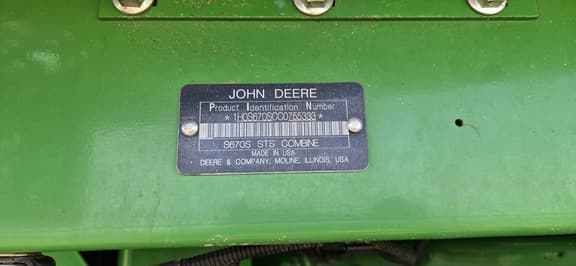 JOHN DEERE
Product Identification Number
*1H0S670SCC0755333*
S670S STS COMBINE
MADE IN USA
DEERE & COMPANY, MOLINE, ILLINOIS, USA